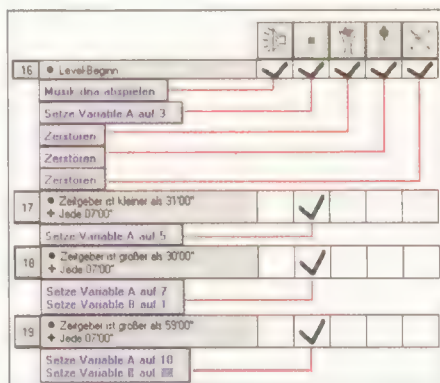 16 • Level-Beginn
Musik dna abspielen
Setze Variable A auf 3
Zerstören
Zerstören
Zerstören
17 • Zeitgeber ist kleiner als 31'00"
+ Jede 07'00"
Setze Variable A auf 5
18 • Zeitgeber ist großer als 30'00"
+ Jede 07'00"
Setze Variable A auf 7
Setze Variable B auf 1
19 • Zeitgeber ist großer als 59'00"
+ Jede 07'00"
Setze Variable A auf 10
Setze Variable auf